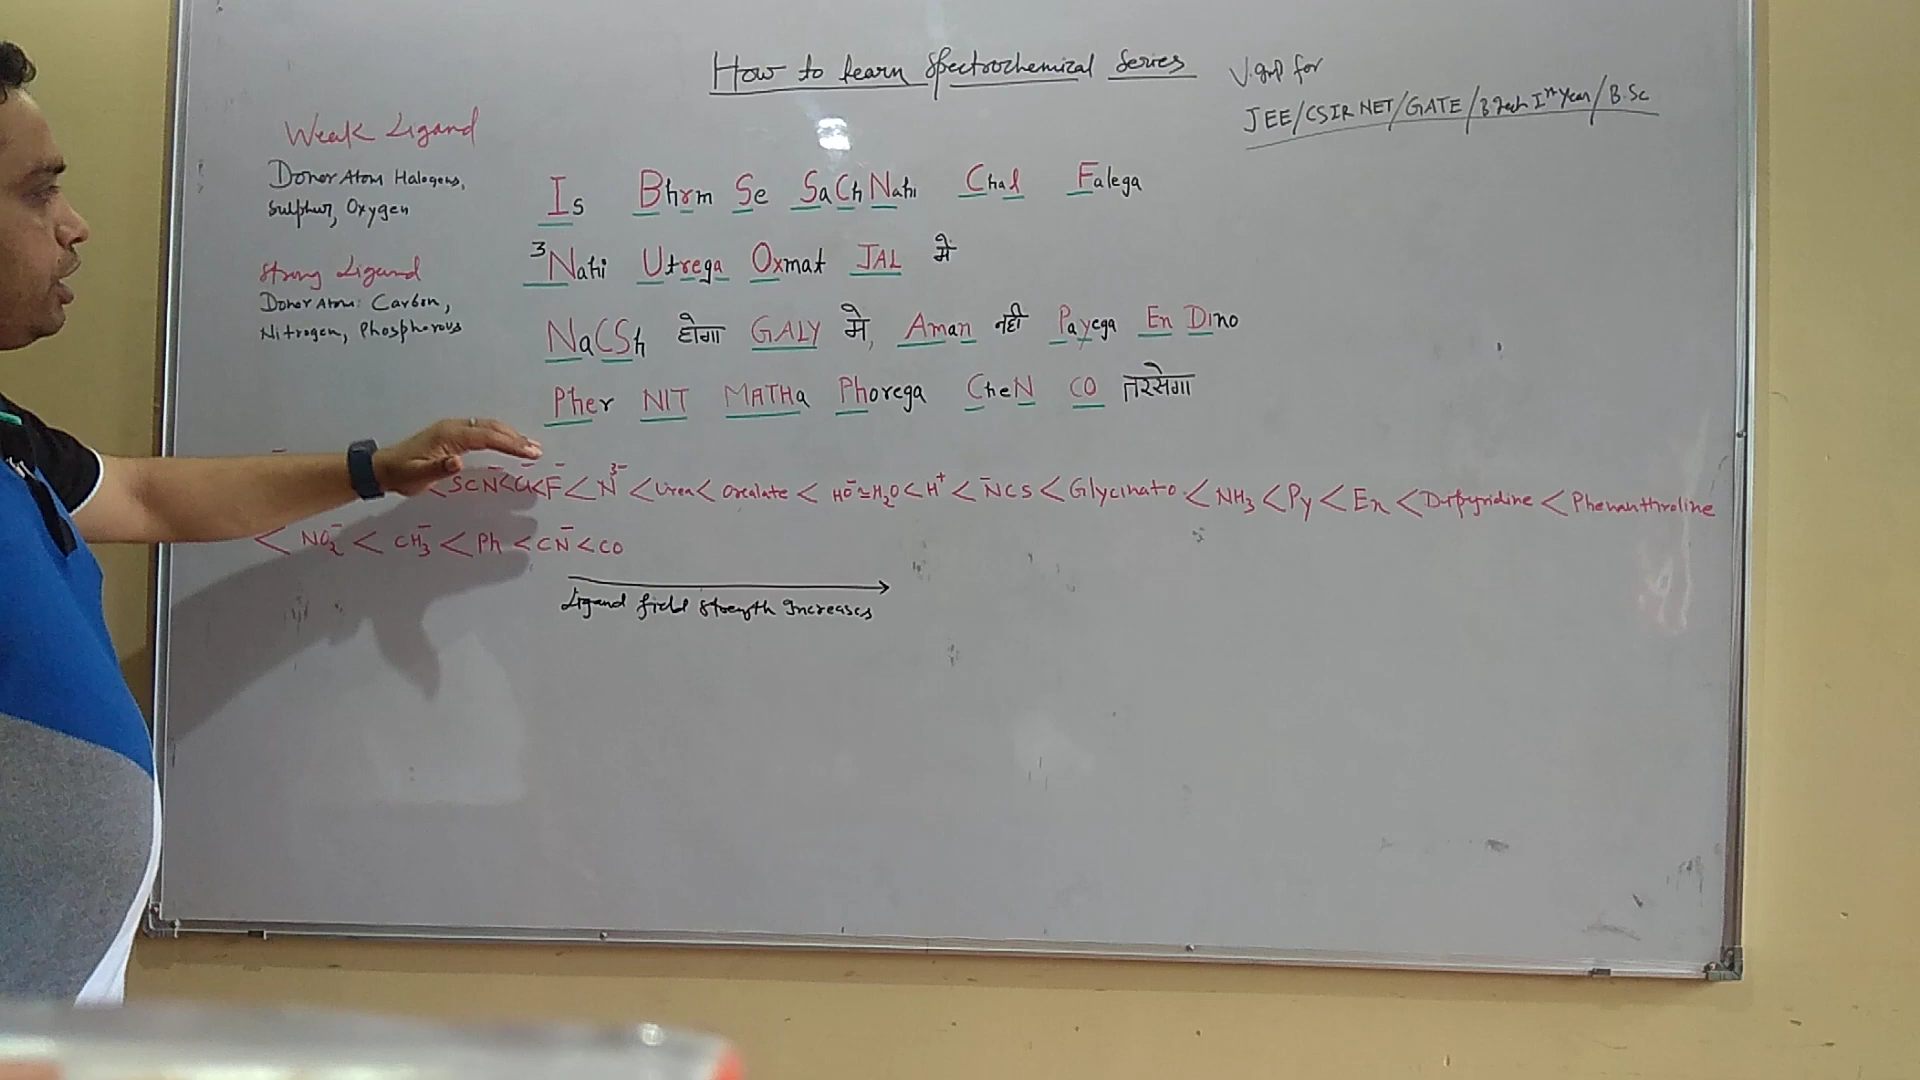 How to learn Spectrochemical Series
V. Imp for
JEE/CSIR NET/GATE/B Tech Ist Year/B.Sc
Weak Ligand
Donor Atom Halogens,
Sulphur, Oxygen
Strong Ligand
Donor Atom: Carbon,
Nitrogen, Phosphorous
Is Bhrm Se SaCh Nahi Chal Falega
3Nahi Utrega Oxmat JAL में
NaCSh होगा GALY में, Aman नही Payega En Dino
Pher NIT MATHa Phorega CheN CO तरसेगा
< SCN⁻ < Cl⁻ < F⁻ < N³⁻ < Urea < Oxalate < HO⁻ ≈ H₂O < H⁺ < ⁻NCS < Glycinato < NH₃ < Py < En < Dipyridine < Phenanthroline
< NO₂⁻ < CH₃⁻ < Ph⁻ < CN⁻ < CO
Ligand field Strength Increases